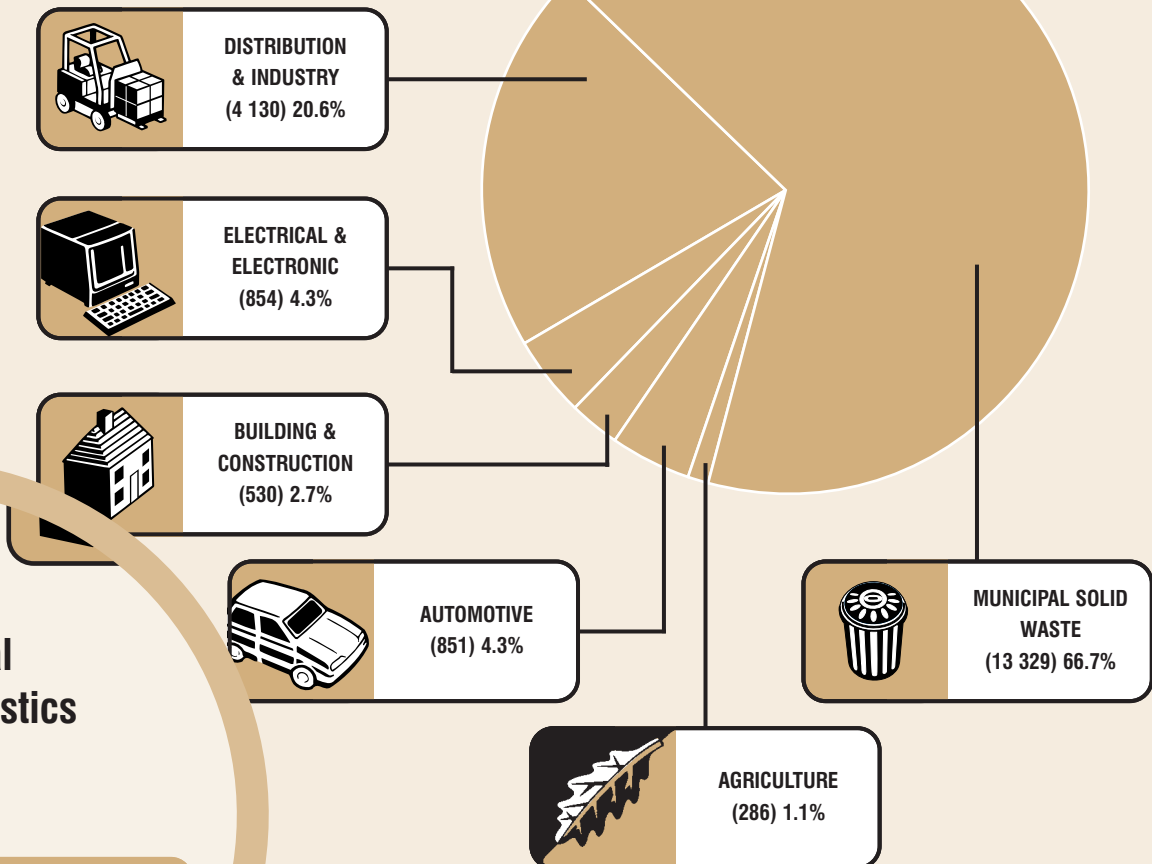 DISTRIBUTION
& INDUSTRY
(4 130) 20.6%
ELECTRICAL &
ELECTRONIC
(854) 4.3%
BUILDING &
CONSTRUCTION
(530) 2.7%
AUTOMOTIVE
(851) 4.3%
MUNICIPAL SOLID
WASTE
(13 329) 66.7%
AGRICULTURE
(286) 1.1%